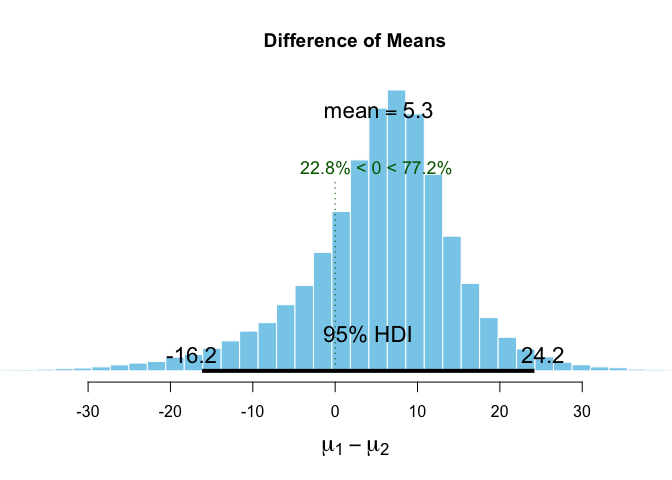 Difference of Means
mean = 5.3
22.8% < 0 < 77.2%
95% HDI
-16.2 24.2
-30 -20 -10 0 10 20 30
μ1 − μ2